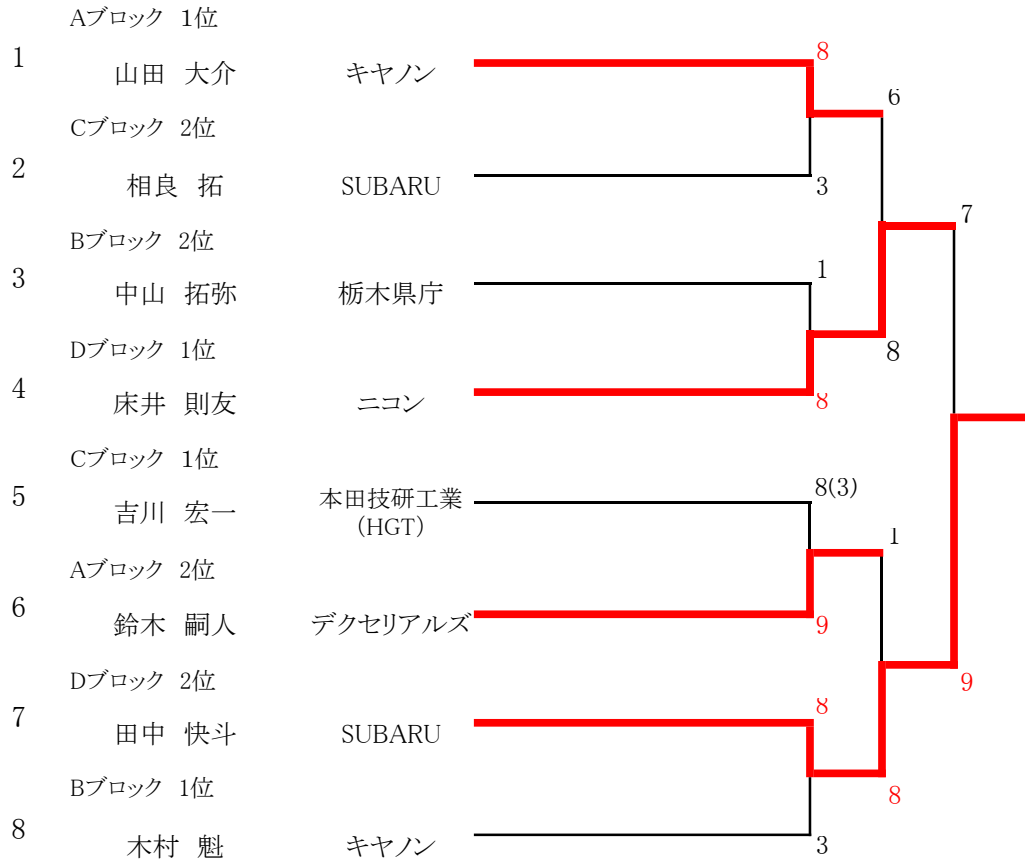 Aブロック 1位
1 山田 大介 キヤノン 8
6
Cブロック 2位
2 相良 拓 SUBARU 3
7
Bブロック 2位
3 中山 拓弥 栃木県庁 1
Dブロック 1位 8
4 床井 則友 ニコン 8
Cブロック 1位
5 吉川 宏一 本田技研工業 8(3)
(HGT)
1
Aブロック 2位
6 鈴木 嗣人 デクセリアルズ 9
Dブロック 2位 9
7 田中 快斗 SUBARU 8
Bブロック 1位 8
8 木村 魁 キヤノン 3